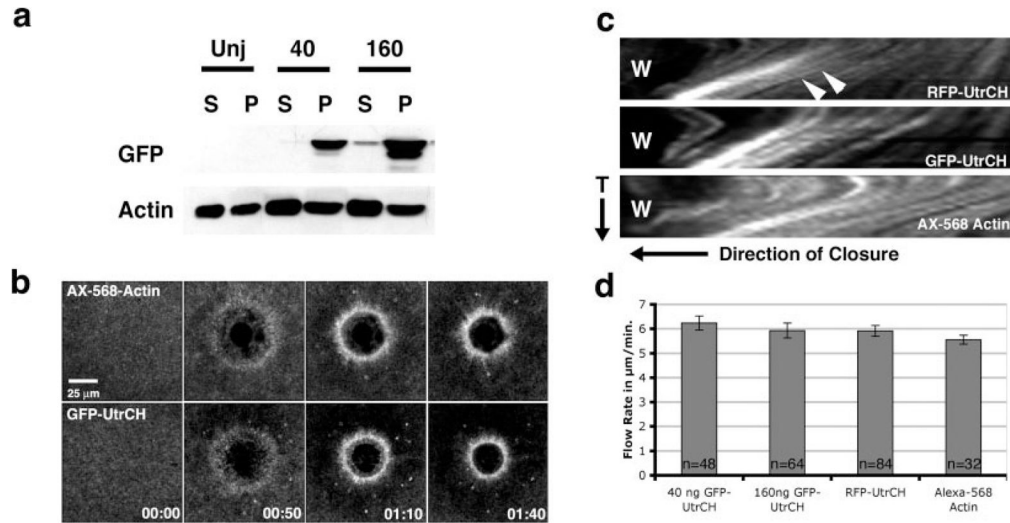 a
Unj 40 160
S P S P S P
GFP
Actin
b
AX-568-Actin
25 μm
GFP-UtrCH
00:00 00:50 01:10 01:40
c
W
RFP-UtrCH
W
GFP-UtrCH
T
W
AX-568 Actin
Direction of Closure
d
Flow Rate in μm/min.
7
6
5
4
3
2
1
0
n=48 n=64 n=84 n=32
40 ng GFP-UtrCH 160ng GFP-UtrCH RFP-UtrCH Alexa-568 Actin